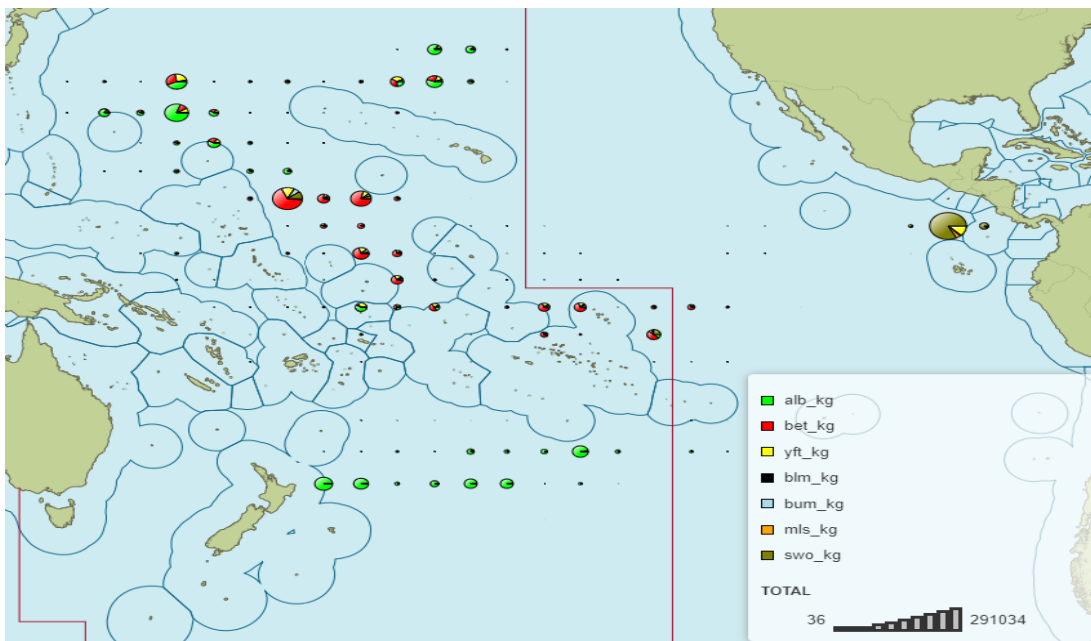 alb_kg
bet_kg
yft_kg
blm_kg
bum_kg
mls_kg
swo_kg
TOTAL
36 291034